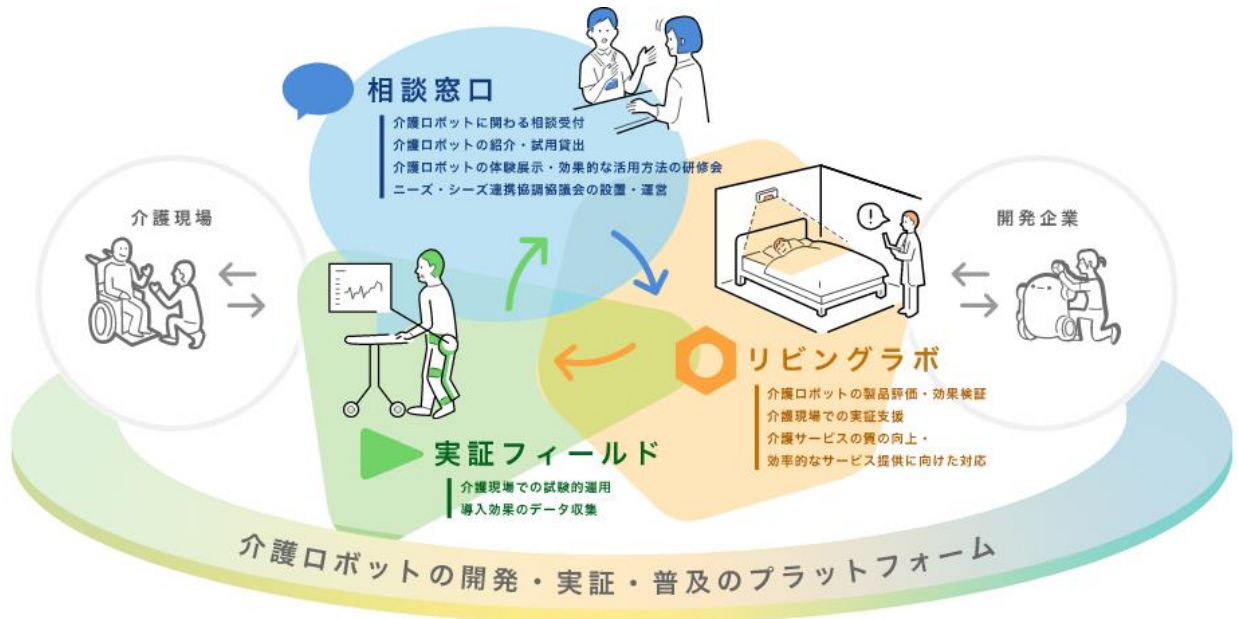 相談窓口
介護ロボットに関わる相談受付
介護ロボットの紹介・試用貸出
介護ロボットの体験展示・効果的な活用方法の研修会
ニーズ・シーズ連携協調協議会の設置・運営
介護現場
開発企業
リビングラボ
介護ロボットの製品評価・効果検証
介護現場での実証支援
介護サービスの質の向上・
効率的なサービス提供に向けた対応
実証フィールド
介護現場での試験的運用
導入効果のデータ収集
介護ロボットの開発・実証・普及のプラットフォーム